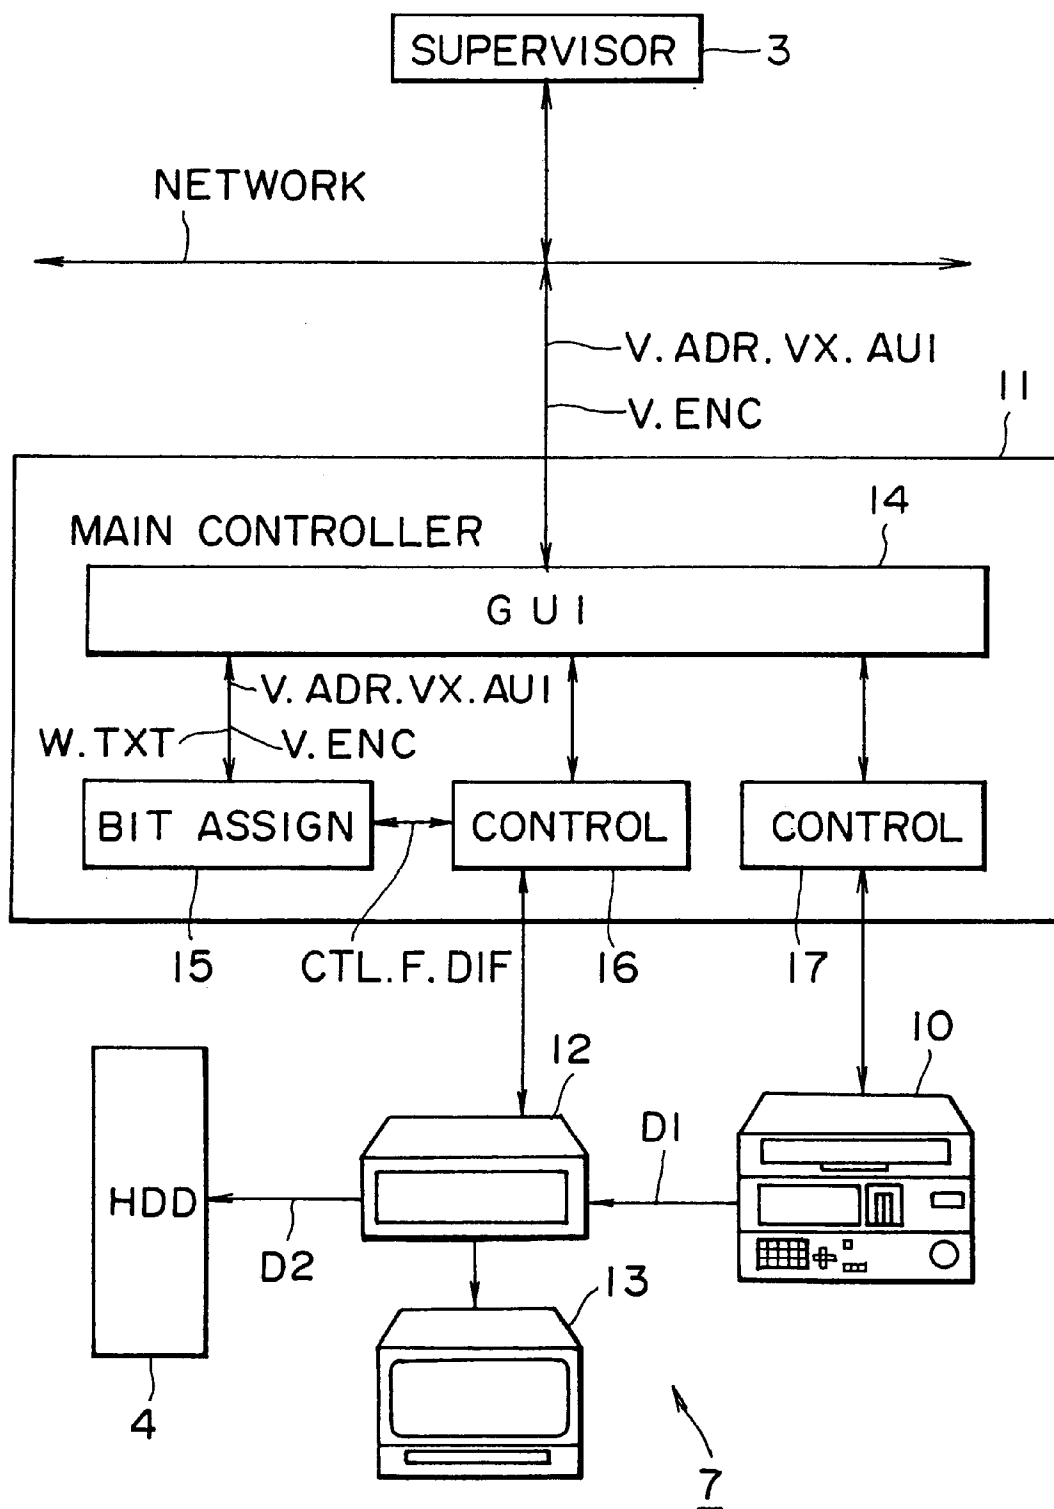 SUPERVISOR
3
NETWORK
V. ADR. VX. AUI
V. ENC
11
MAIN CONTROLLER
14
GUI
V. ADR. VX. AUI
W. TXT
V. ENC
BIT ASSIGN
CONTROL
CONTROL
15
CTL. F. DIF
16
17
12
10
HDD
D1
D2
13
4
7